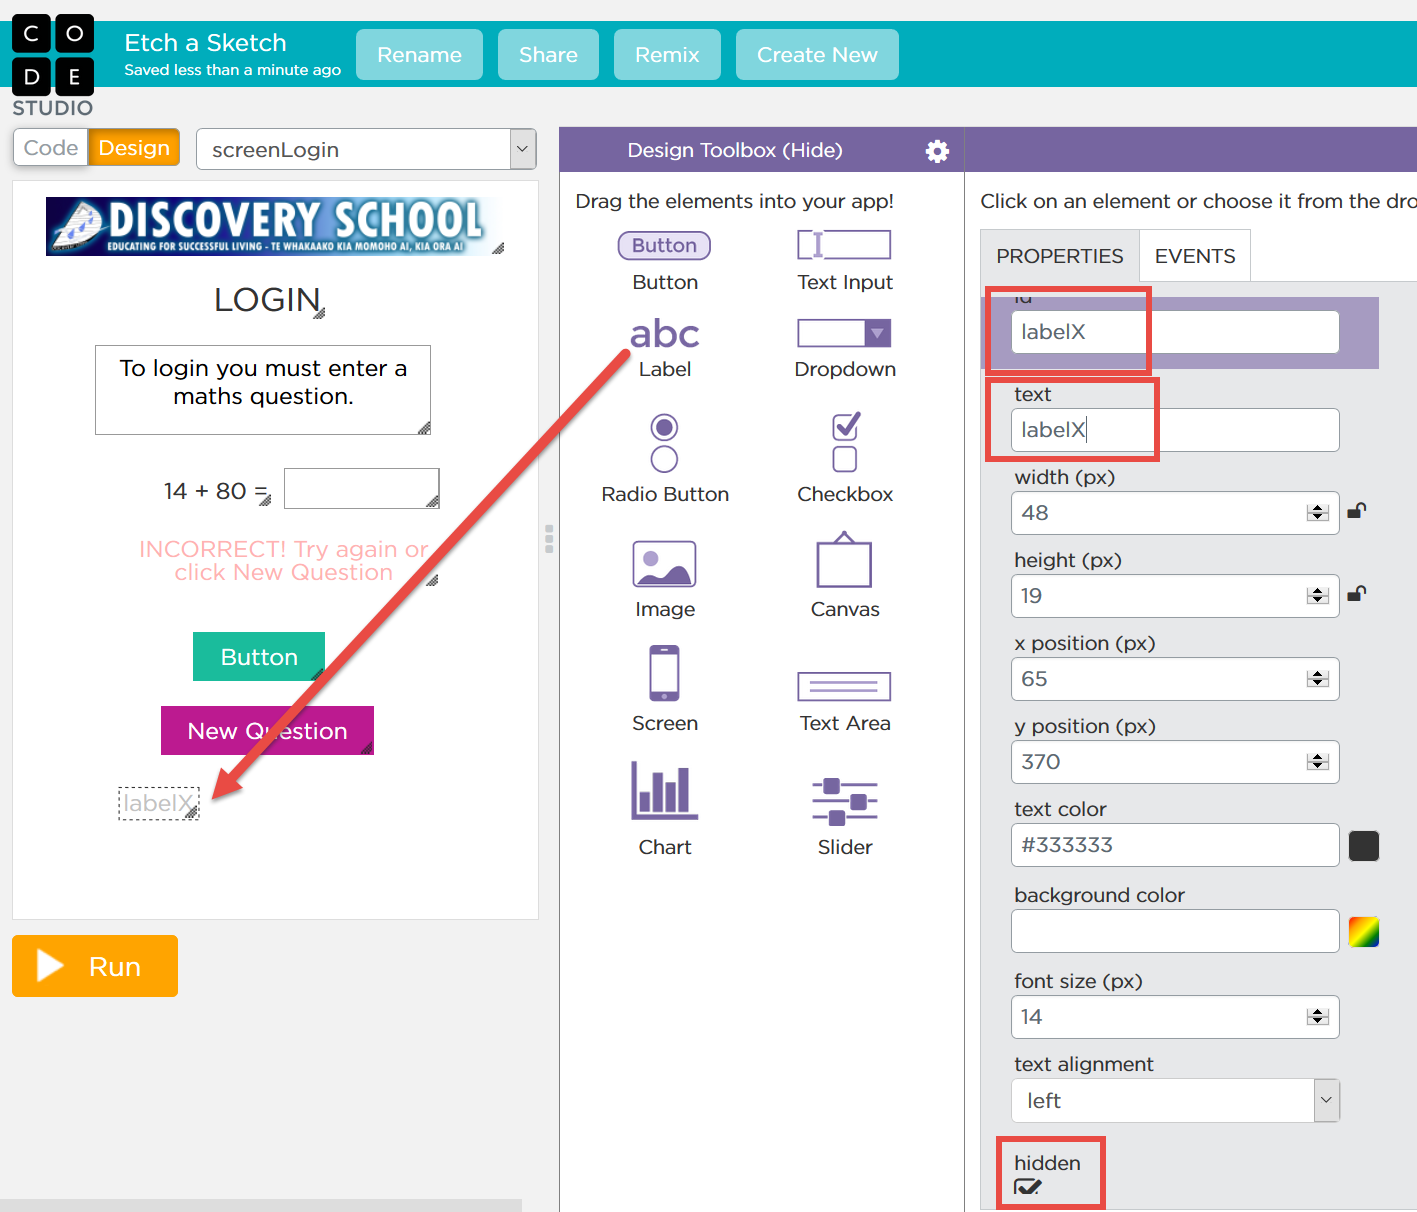 C O
D E
STUDIO
Etch a Sketch
Saved less than a minute ago
Rename
Share
Remix
Create New
Code
Design
screenLogin
DISCOVERY SCHOOL
EDUCATING FOR SUCCESSFUL LIVING - TE WHAKAAKO KIA MOMOHO AI, KIA ORA AI
LOGIN
To login you must enter a
maths question.
14 + 80 =
INCORRECT! Try again or
click New Question
Button
New Question
labelX
Run
Design Toolbox (Hide)
Drag the elements into your app!
Button
Button
Text Input
abc
Label
Dropdown
Radio Button
Checkbox
Image
Canvas
Screen
Text Area
Chart
Slider
Click on an element or choose it from the dro
PROPERTIES
EVENTS
id
labelX
text
labelX
width (px)
48
height (px)
19
x position (px)
65
y position (px)
370
text color
#333333
background color
font size (px)
14
text alignment
left
hidden